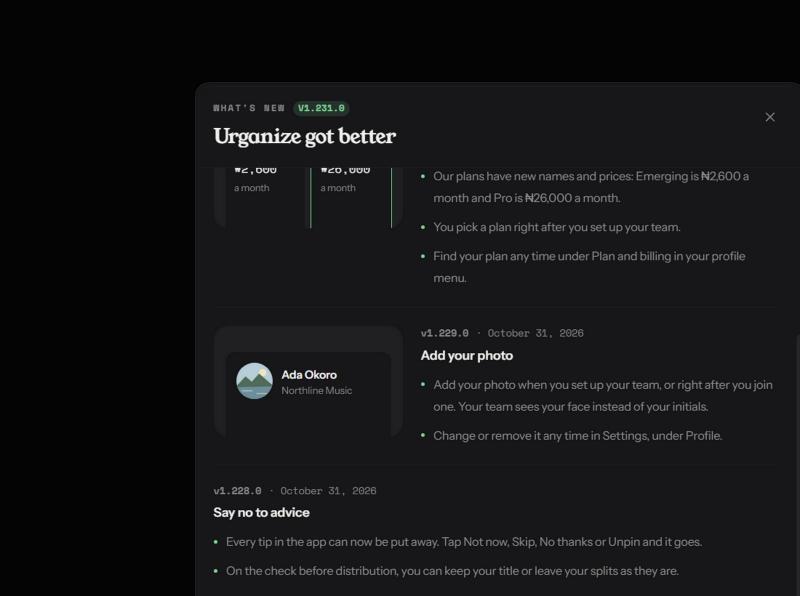 WHAT'S NEW V1.231.0
Urganize got better
₦2,600
a month
₦26,000
a month
Our plans have new names and prices: Emerging is ₦2,600 a
month and Pro is ₦26,000 a month.
You pick a plan right after you set up your team.
Find your plan any time under Plan and billing in your profile
menu.
Ada Okoro
Northline Music
v1.229.0 · October 31, 2026
Add your photo
Add your photo when you set up your team, or right after you join
one. Your team sees your face instead of your initials.
Change or remove it any time in Settings, under Profile.
v1.228.0 · October 31, 2026
Say no to advice
Every tip in the app can now be put away. Tap Not now, Skip, No thanks or Unpin and it goes.
On the check before distribution, you can keep your title or leave your splits as they are.